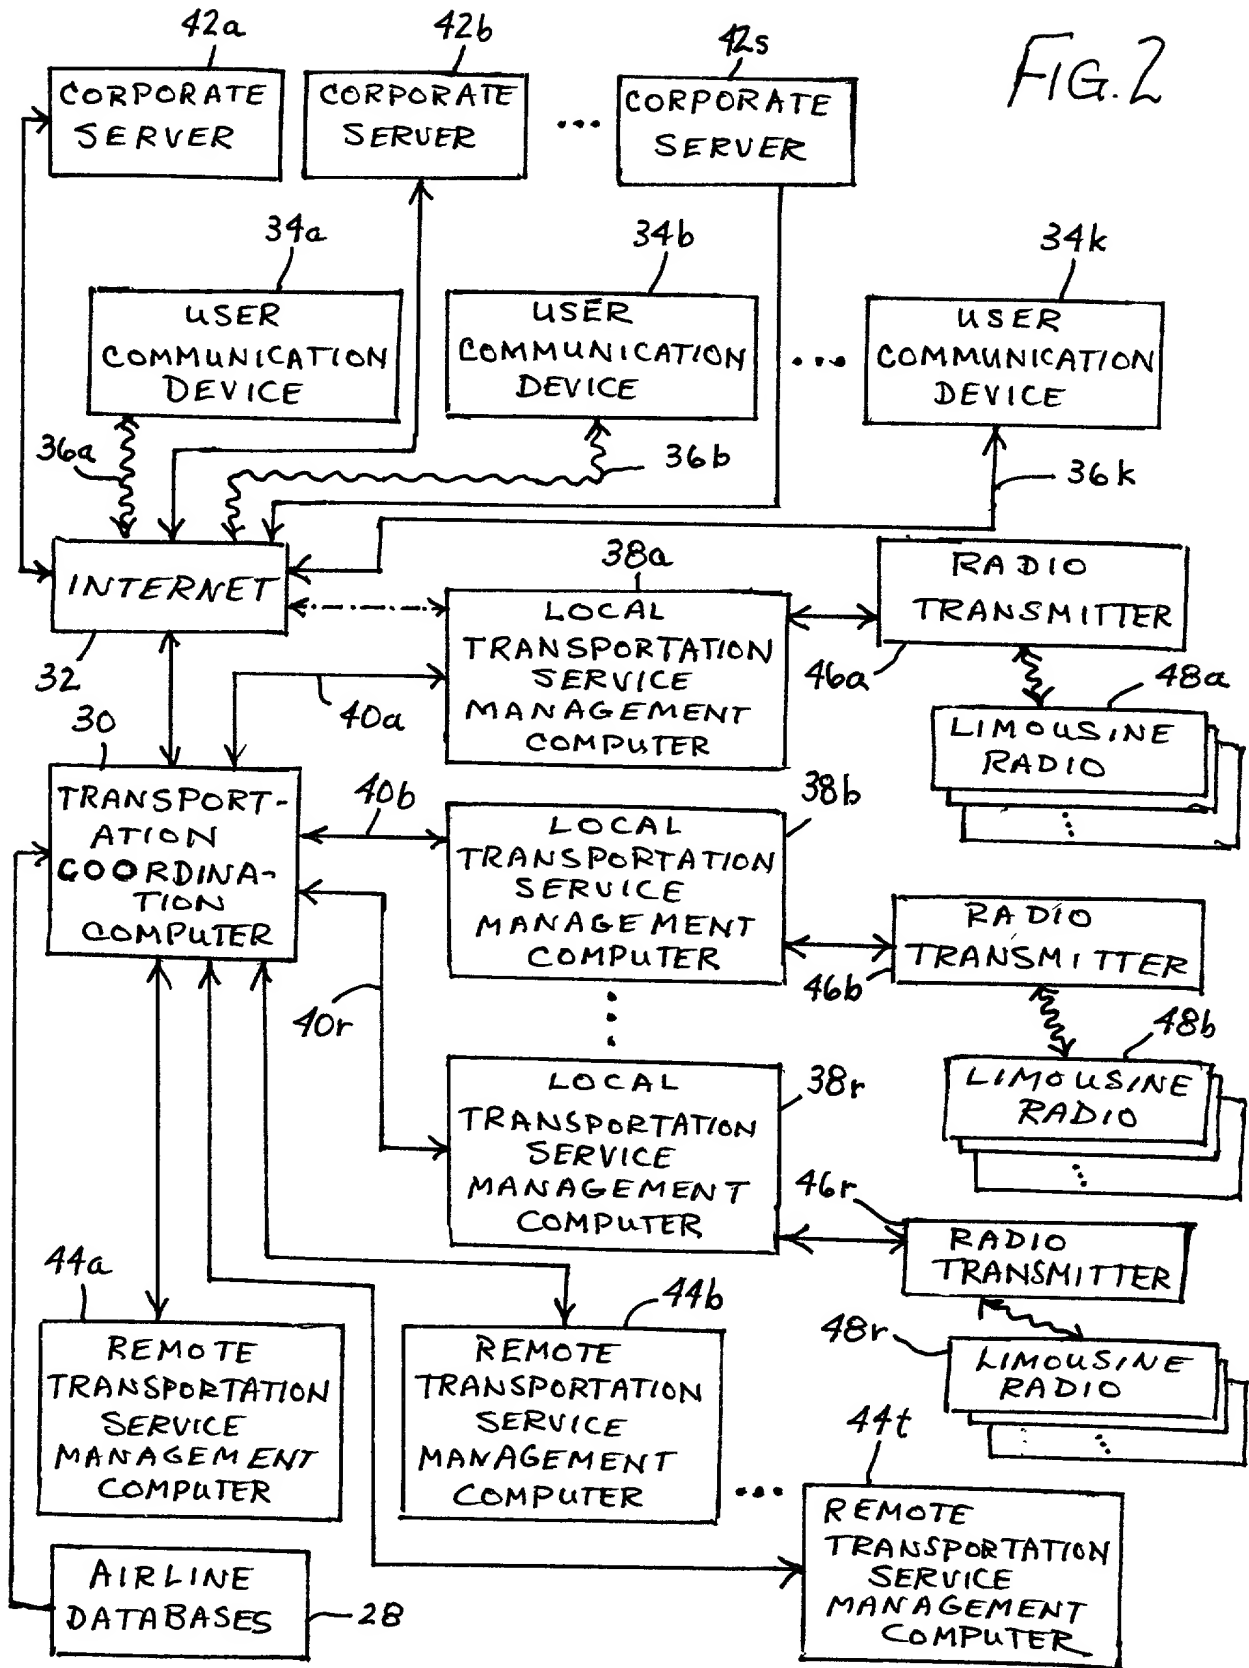 42a
42b
42s
FIG. 2
CORPORATE
SERVER
CORPORATE
SERVER
...
CORPORATE
SERVER
34a
34b
34k
USER
COMMUNICATION
DEVICE
USER
COMMUNICATION
DEVICE
...
USER
COMMUNICATION
DEVICE
36a
36b
36k
INTERNET
32
38a
LOCAL
TRANSPORTATION
SERVICE
MANAGEMENT
COMPUTER
RADIO
TRANSMITTER
46a
48a
LIMOUSINE
RADIO
...
40a
30
TRANSPORT-
ATION
COORDINA-
TION
COMPUTER
40b
38b
LOCAL
TRANSPORTATION
SERVICE
MANAGEMENT
COMPUTER
...
RADIO
TRANSMITTER
46b
48b
LIMOUSINE
RADIO
...
40r
LOCAL
TRANSPORTATION
SERVICE
MANAGEMENT
COMPUTER
38r
46r
RADIO
TRANSMITTER
48r
LIMOUSINE
RADIO
...
44a
REMOTE
TRANSPORTATION
SERVICE
MANAGEMENT
COMPUTER
44b
REMOTE
TRANSPORTATION
SERVICE
MANAGEMENT
COMPUTER
...
44t
REMOTE
TRANSPORTATION
SERVICE
MANAGEMENT
COMPUTER
AIRLINE
DATABASES
28